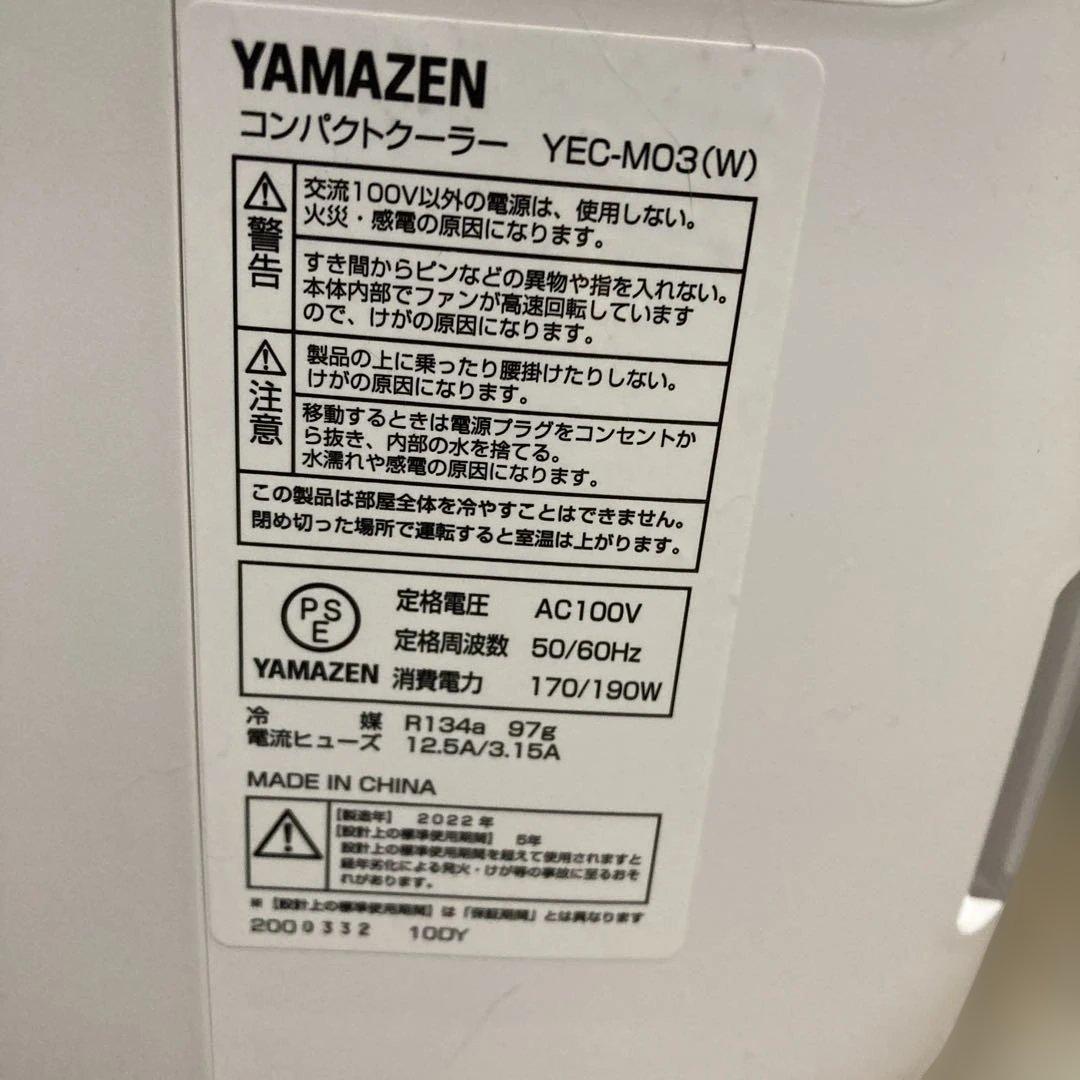 YAMAZEN
コンパクトクーラー YEC-M03(W)
警告
交流100V以外の電源は、使用しない。
火災・感電の原因になります。
すき間からピンなどの異物や指を入れない。
本体内部でファンが高速回転しています
ので、けがの原因になります。
注意
製品の上に乗ったり腰掛けたりしない。
けがの原因になります。
移動するときは電源プラグをコンセントか
ら抜き、内部の水を捨てる。
水濡れや感電の原因になります。
この製品は部屋全体を冷やすことはできません。
閉め切った場所で運転すると室温は上がります。
PSE
YAMAZEN
定格電圧 AC100V
定格周波数 50/60Hz
消費電力 170/190W
冷媒 R134a 97g
電流ヒューズ 12.5A/3.15A
MADE IN CHINA
[製造年] 2022年
[設計上の標準使用期間] 5年
設計上の標準使用期間を超えて使用されますと
経年劣化による発火・けが等の事故に至るおそ
れがあります。
※ [設計上の標準使用期間] は「保証期間」とは異なります
2000332 10DY